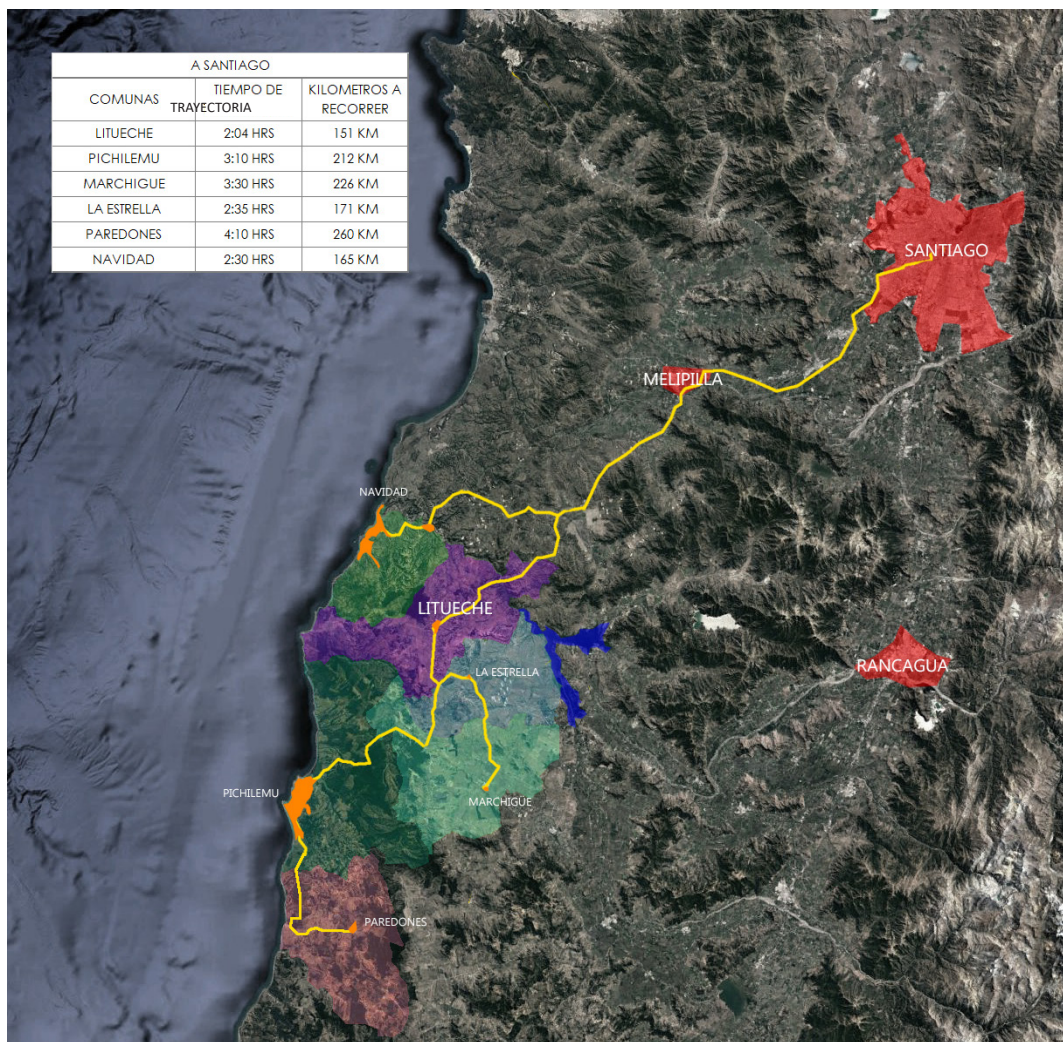 A SANTIAGO
COMUNAS
TIEMPO DE
TRAYECTORIA
KILOMETROS A
RECORRER
LITUECHE 2:04 HRS 151 KM
PICHILEMU 3:10 HRS 212 KM
MARCHIGUE 3:30 HRS 226 KM
LA ESTRELLA 2:35 HRS 171 KM
PAREDONES 4:10 HRS 260 KM
NAVIDAD 2:30 HRS 165 KM
SANTIAGO
MELIPILLA
NAVIDAD
LITUECHE
RANCAGUA
LA ESTRELLA
PICHILEMU
MARCHIGUE
PAREDONES